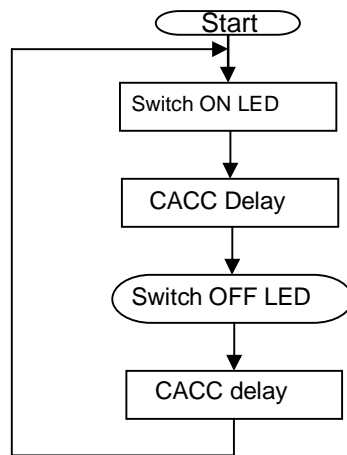 Start
Switch ON LED
CACC Delay
Switch OFF LED
CACC delay